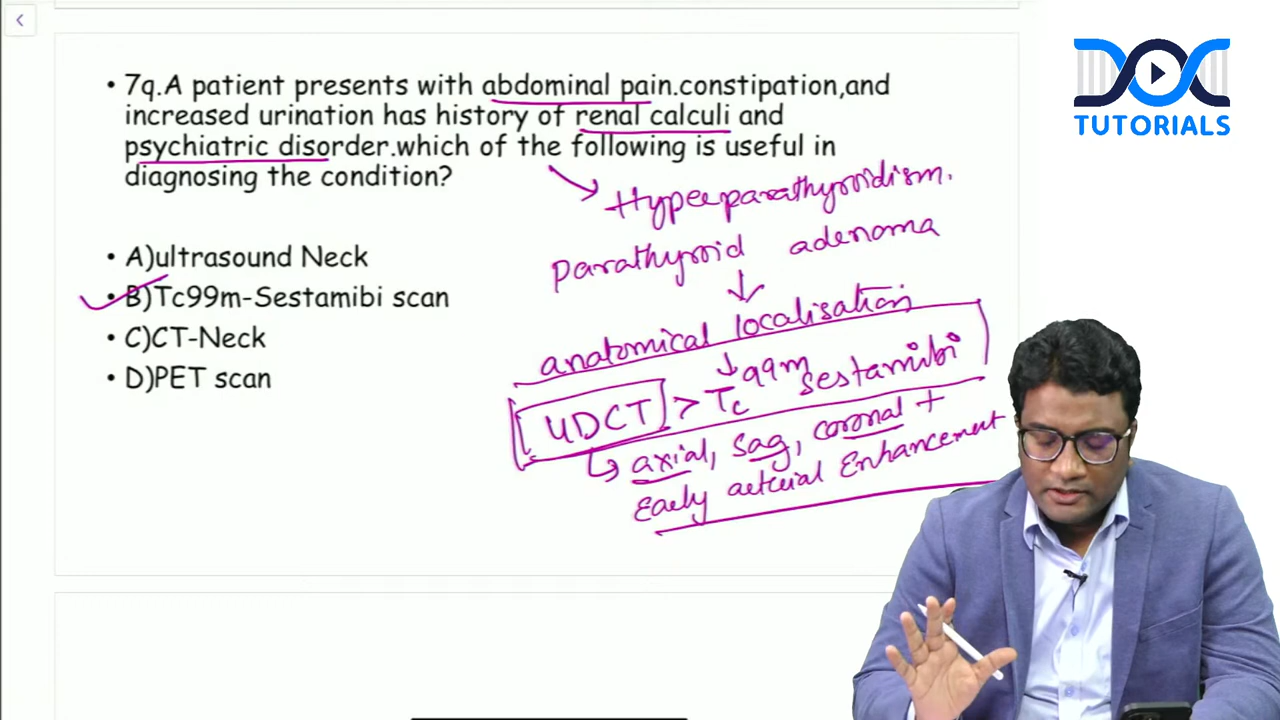 • 7q.A patient presents with abdominal pain.constipation,and
increased urination has history of renal calculi and
psychiatric disorder.which of the following is useful in
diagnosing the condition?
Hyperparathyroidism.
parathyroid adenoma
anatomical localisation
4DCT > Tc 99m sestamibi
axial, sag, coronal +
Early arterial Enhancement
• A)ultrasound Neck
• B)Tc99m-Sestamibi scan
• C)CT-Neck
• D)PET scan
DOC
TUTORIALS